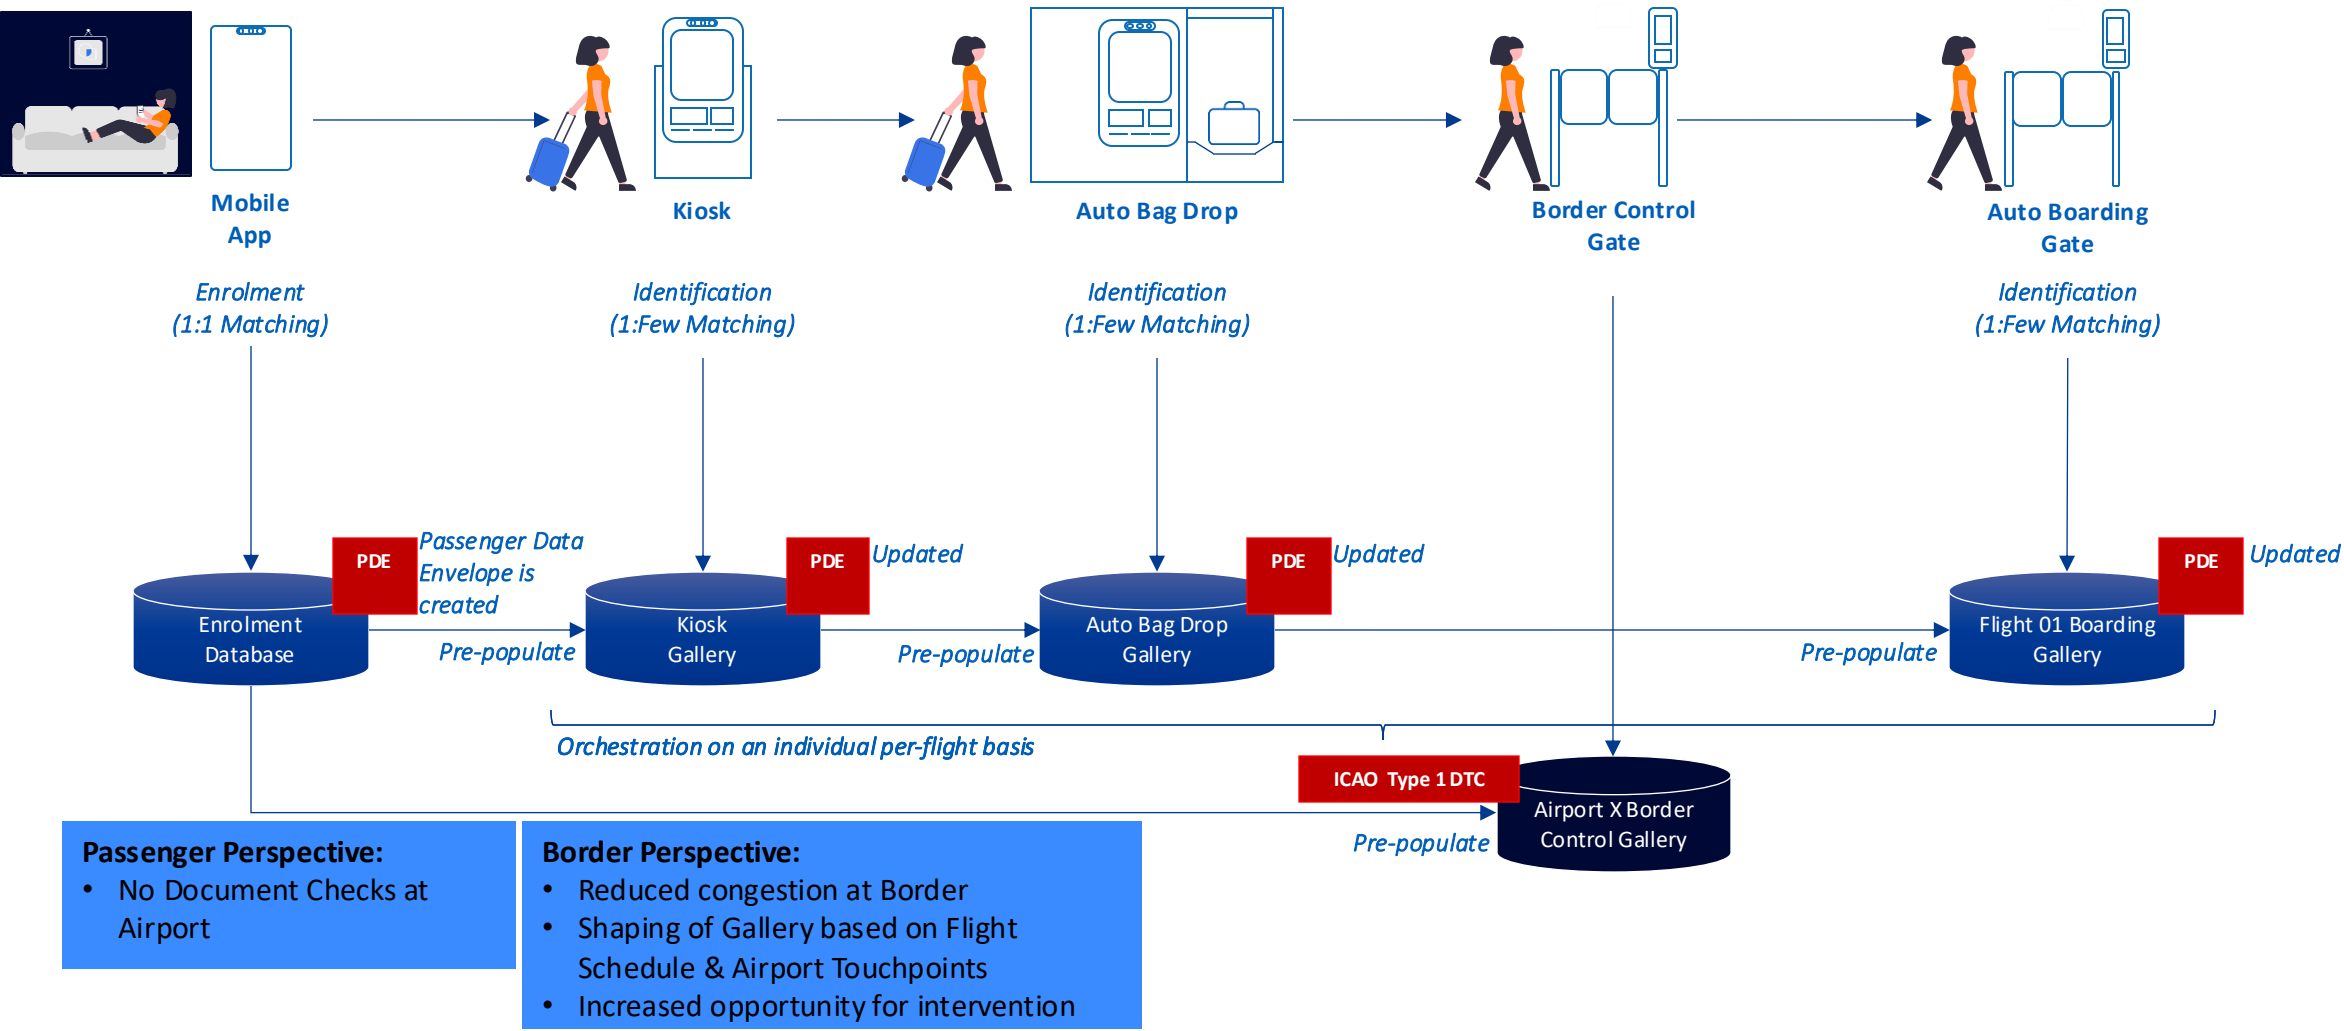 Mobile
App
Kiosk
Auto Bag Drop
Border Control
Gate
Auto Boarding
Gate
Enrolment
(1:1 Matching)
Identification
(1:Few Matching)
Identification
(1:Few Matching)
Identification
(1:Few Matching)
PDE
Passenger Data
Envelope is
created
PDE
Updated
PDE
Updated
PDE
Updated
Enrolment
Database
Pre-populate
Kiosk
Gallery
Pre-populate
Auto Bag Drop
Gallery
Pre-populate
Flight 01 Boarding
Gallery
Orchestration on an individual per-flight basis
ICAO Type 1 DTC
Airport X Border
Control Gallery
Pre-populate
Passenger Perspective:
• No Document Checks at
Airport
Border Perspective:
• Reduced congestion at Border
• Shaping of Gallery based on Flight
Schedule & Airport Touchpoints
• Increased opportunity for intervention